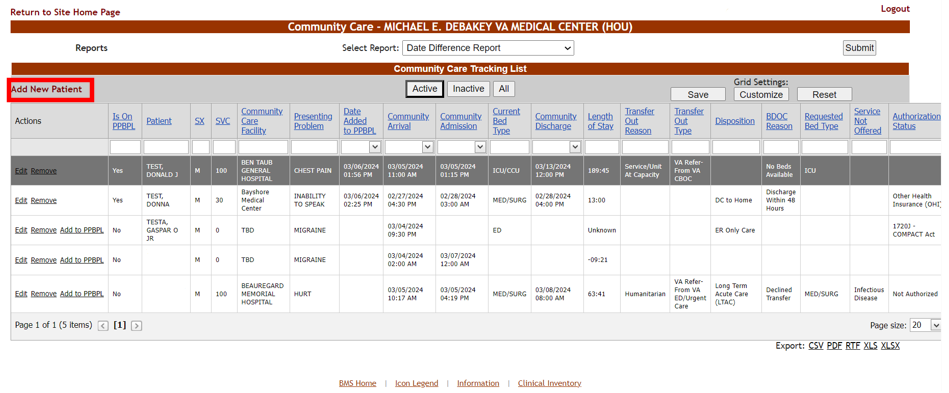 Return to Site Home Page
Logout
Community Care - MICHAEL E. DEBAKEY VA MEDICAL CENTER (HOU)
Reports Select Report: Date Difference Report Submit
Community Care Tracking List
Add New Patient Active Inactive All Grid Settings: Save Customize Reset
Actions Is On PPBPL Patient SX SVC Community Care Facility Presenting Problem Date Added to PPBPL Community Arrival Community Admission Current Bed Type Community Discharge Length of Stay Transfer Out Reason Transfer Out Type Disposition BDOC Reason Requested Bed Type Service Not Offered Authorization Status
Edit Remove Yes TEST, DONALD J M 100 BEN TAUB GENERAL HOSPITAL CHEST PAIN 03/06/2024 01:56 PM 03/05/2024 11:00 AM 03/05/2024 01:15 PM ICU/CCU 03/13/2024 12:00 PM 189:45 Service/Unit At Capacity VA Refer-From VA CBOC No Beds Available ICU
Edit Remove Yes TEST, DONNA M 30 Bayshore Medical Center INABILITY TO SPEAK 03/06/2024 02:25 PM 02/27/2024 04:30 PM 02/28/2024 03:00 AM MED/SURG 02/28/2024 04:00 PM 13:00 DC to Home Discharge Within 48 Hours Other Health Insurance (OHI)
Edit Remove Add to PPBPL No TESTA, GASPAR O JR M 0 TBD MIGRAINE 03/04/2024 09:30 PM ED Unknown ER Only Care 1720J - COMPACT Act
Edit Remove Add to PPBPL No M 0 TBD MIGRAINE 03/04/2024 02:00 AM 03/07/2024 12:00 AM -09:21
Edit Remove Add to PPBPL No M 100 BEAUREGARD MEMORIAL HOSPITAL HURT 03/05/2024 10:17 AM 03/05/2024 04:19 PM MED/SURG 03/08/2024 08:00 AM 63:41 Humanitarian VA Refer-From VA ED/Urgent Care Long Term Acute Care (LTAC) Declined Transfer MED/SURG Infectious Disease Not Authorized
Page 1 of 1 (5 items) < [1] > Page size: 20
Export: CSV PDF RTF XLS XLSX
BMS Home | Icon Legend | Information | Clinical Inventory